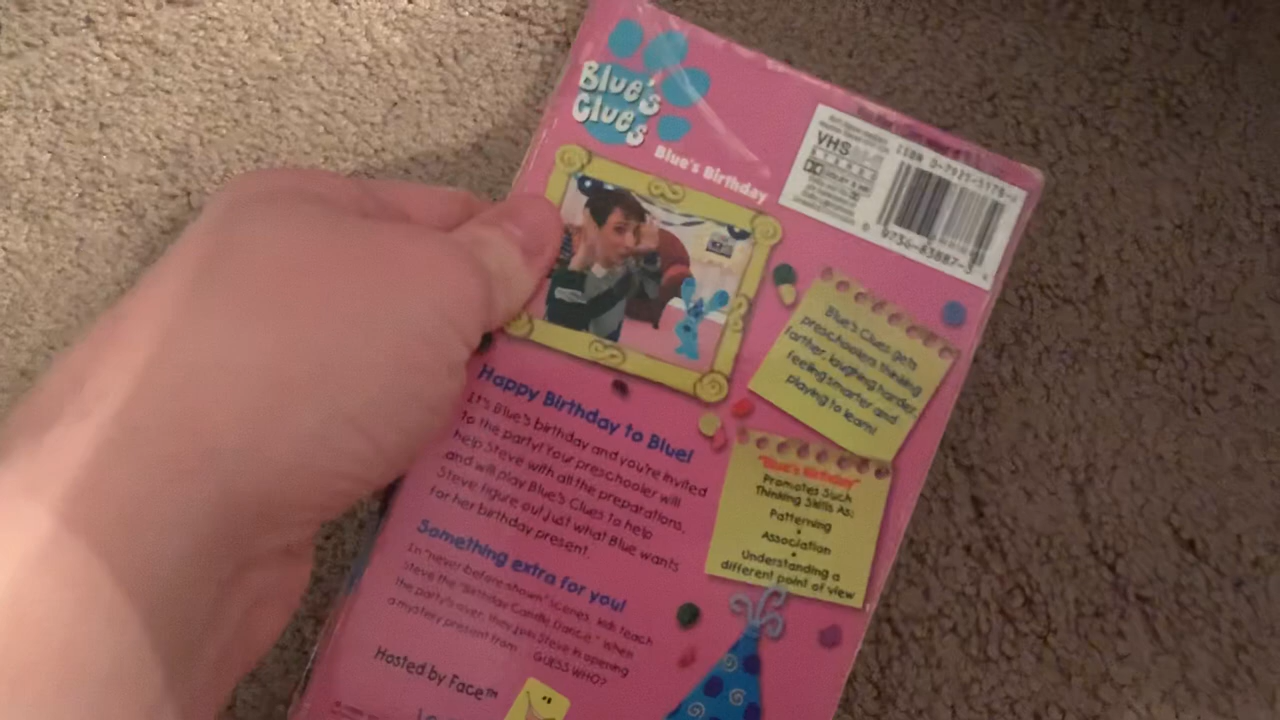 Blue's
Clues
Blue's Birthday
VHS
Blue's Clues gets
preschoolers thinking
farther, laughing harder,
feeling smarter and
playing to learn!
Happy Birthday to Blue!
It's Blue's birthday and you're invited
to the party! Your preschooler will
help Steve with all the preparations,
and will play Blue's Clues to help
Steve figure out just what Blue wants
for her birthday present.
"Blue's Birthday"
Promotes Such
Thinking Skills As:
Patterning
•
Association
•
Understanding a
different point of view
Something extra for you!
In "never before shown" scenes, kids teach
Steve the "Birthday Candle Dance." When
the party's over, they join Steve in opening
a mystery present from... GUESS WHO?
Hosted by Face™